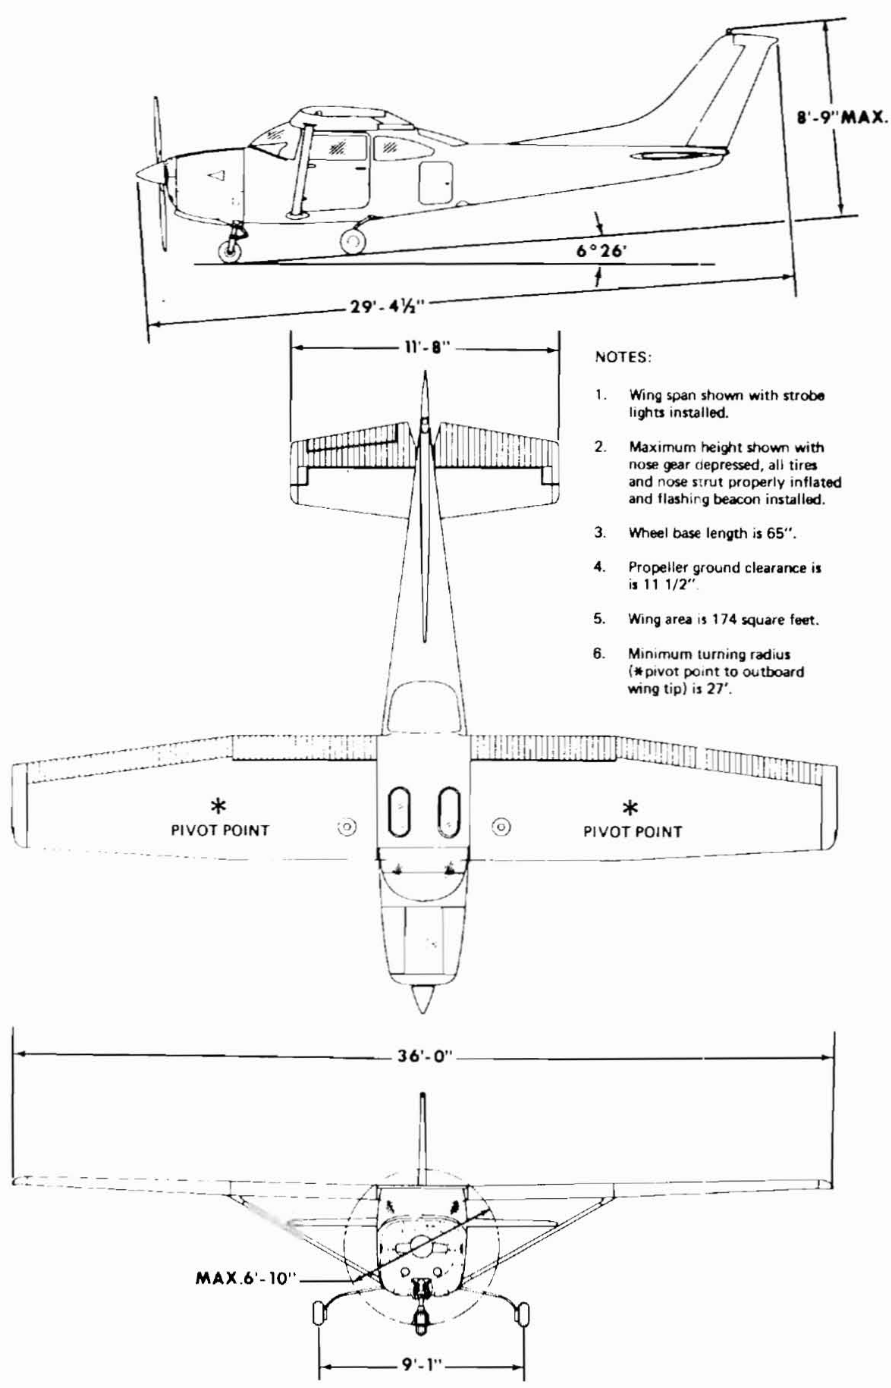 8'-9"MAX.
6°26'
29'-4½"
11'-8"
NOTES:
1. Wing span shown with strobe
lights installed.
2. Maximum height shown with
nose gear depressed, all tires
and nose strut properly inflated
and flashing beacon installed.
3. Wheel base length is 65".
4. Propeller ground clearance is
is 11 1/2".
5. Wing area is 174 square feet.
6. Minimum turning radius
(*pivot point to outboard
wing tip) is 27'.
*
PIVOT POINT
*
PIVOT POINT
36'-0"
MAX.6'-10"
9'-1"